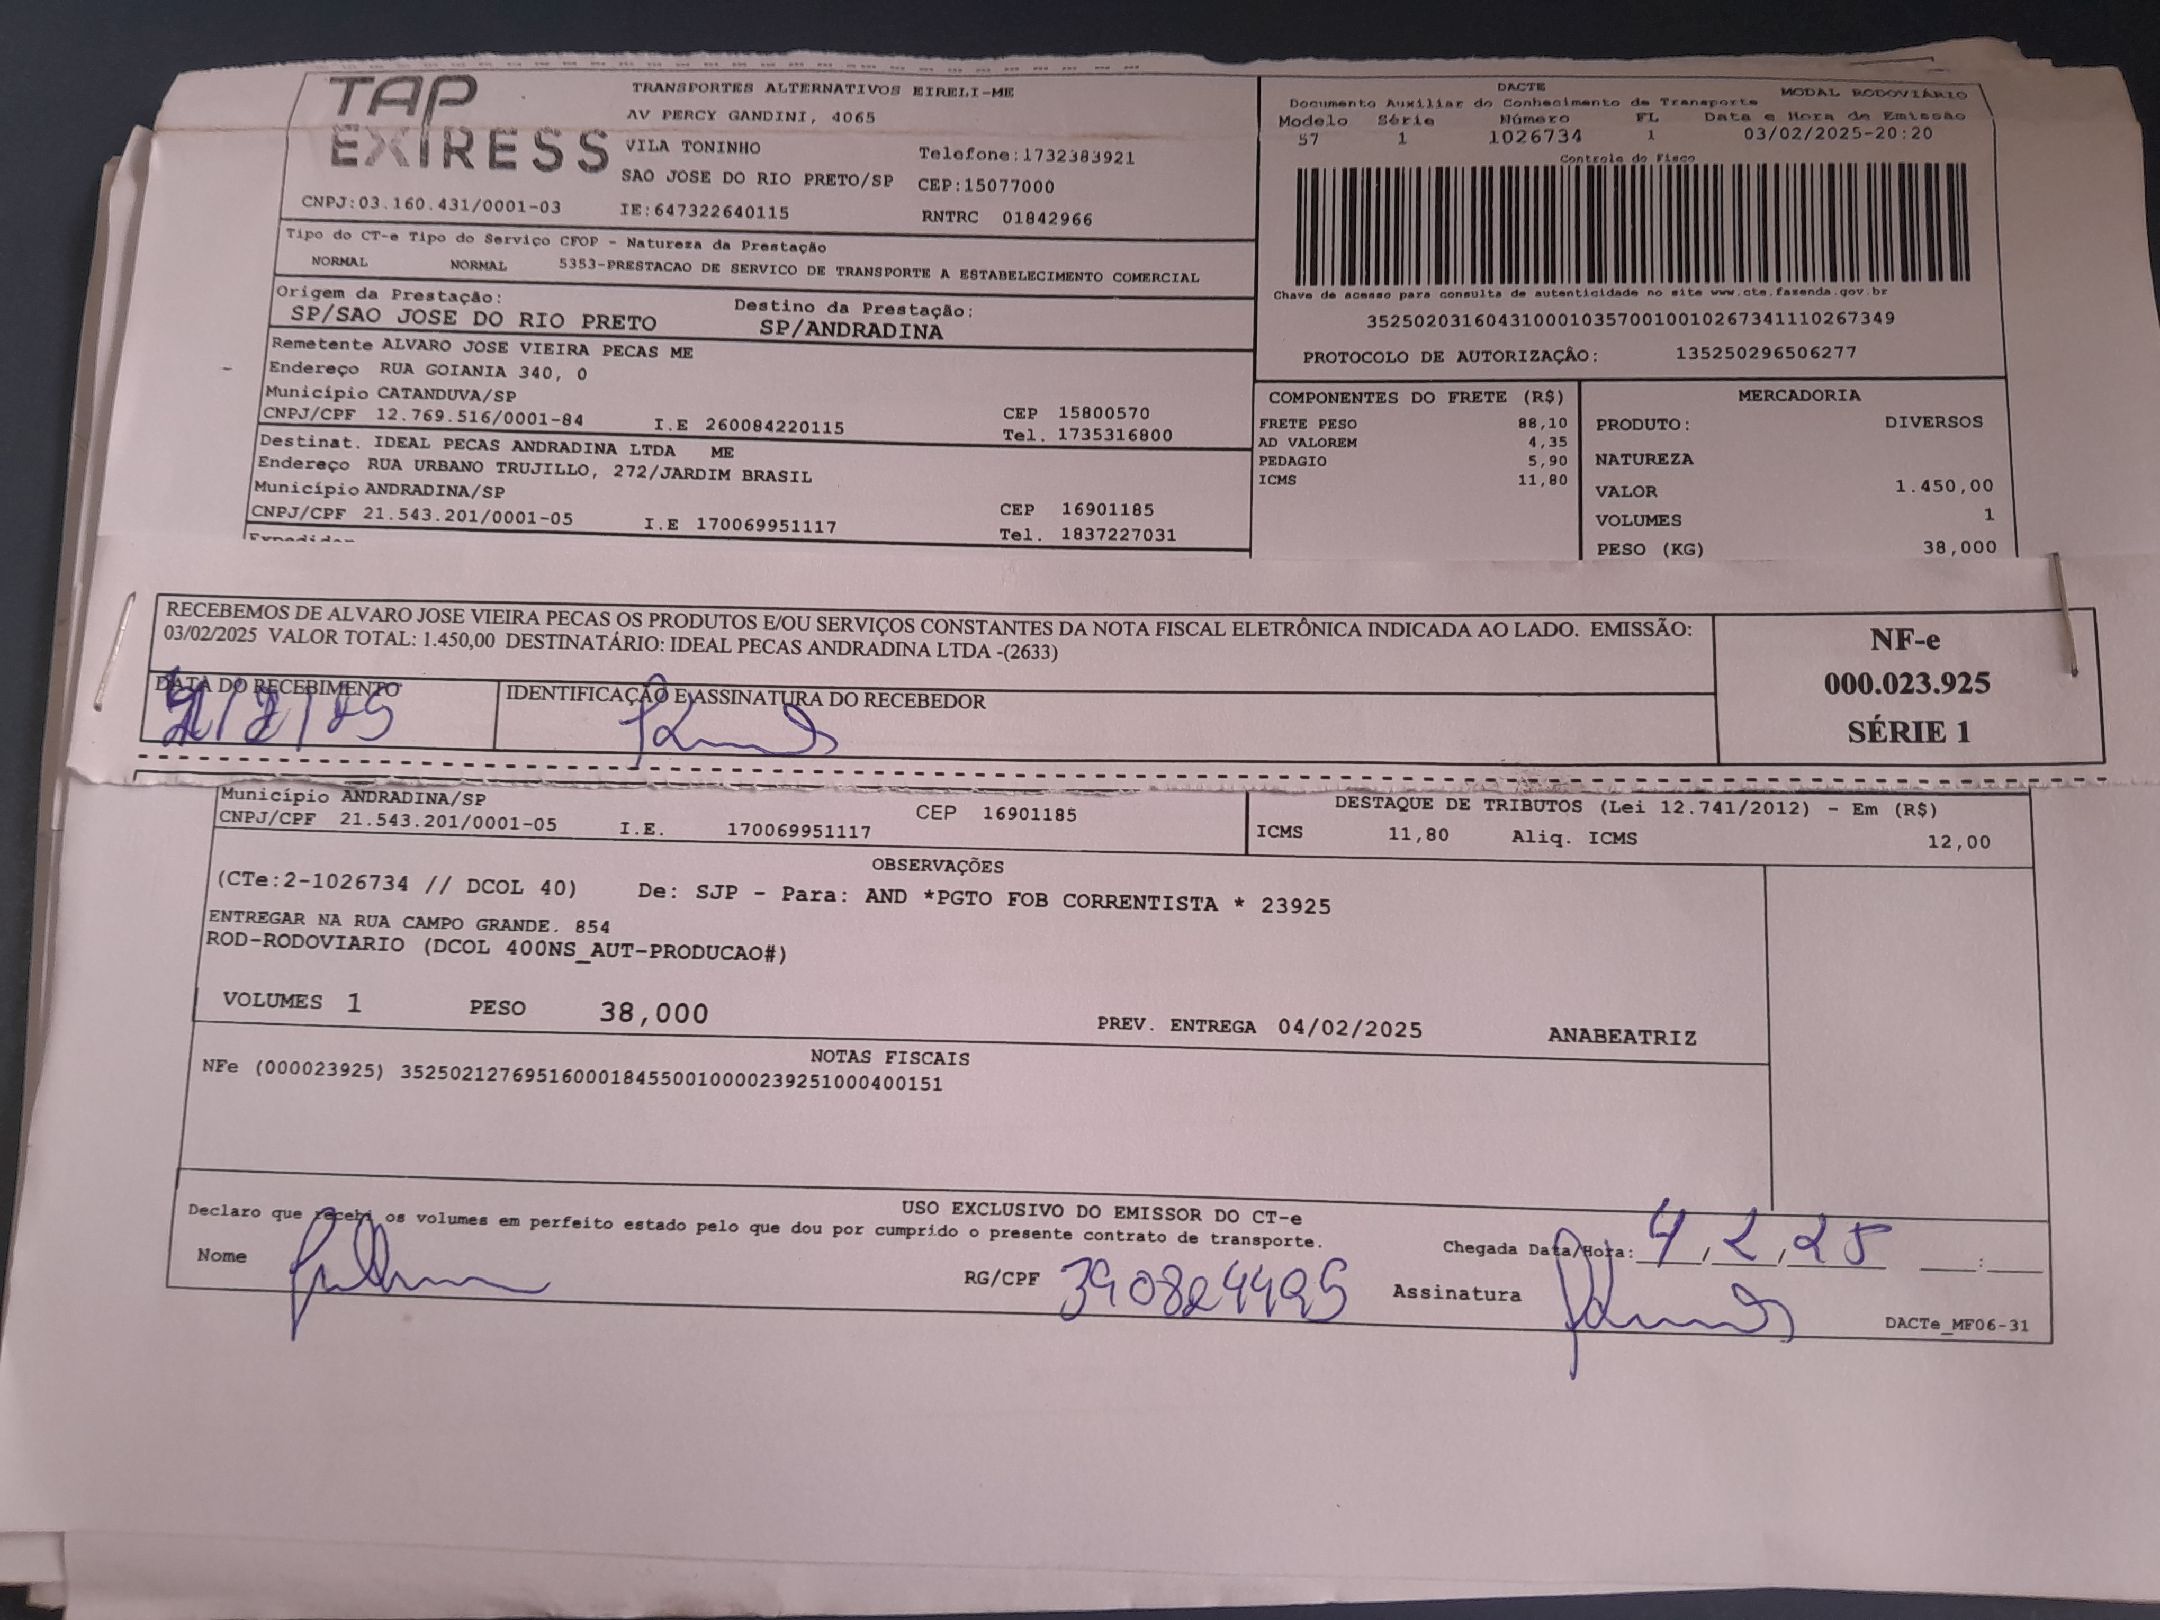 TAP
EXPRESS
TRANSPORTES ALTERNATIVOS EIRELI-ME
AV PERCY GANDINI, 4065
VILA TONINHO
Telefone:1732383921
SAO JOSE DO RIO PRETO/SP CEP:15077000
CNPJ:03.160.431/0001-03 IE:647322640115 RNTRC 01842966
Tipo do CT-e Tipo do Serviço CFOP - Natureza da Prestação
NORMAL NORMAL 5353-PRESTACAO DE SERVICO DE TRANSPORTE A ESTABELECIMENTO COMERCIAL
Origem da Prestação: Destino da Prestação:
SP/SAO JOSE DO RIO PRETO SP/ANDRADINA
Remetente ALVARO JOSE VIEIRA PECAS ME
Endereço RUA GOIANIA 340, 0
Município CATANDUVA/SP CEP 15800570
CNPJ/CPF 12.769.516/0001-84 I.E 260084220115 Tel. 1735316800
Destinat. IDEAL PECAS ANDRADINA LTDA ME
Endereço RUA URBANO TRUJILLO, 272/JARDIM BRASIL
Município ANDRADINA/SP CEP 16901185
CNPJ/CPF 21.543.201/0001-05 I.E 170069951117 Tel. 1837227031
DACTE MODAL RODOVIÁRIO
Documento Auxiliar do Conhecimento de Transporte
Modelo Série Número FL Data e Hora de Emissão
57 1 1026734 1 03/02/2025-20:20
Controle do Fisco
Chave de acesso para consulta de autenticidade no site www.cte.fazenda.gov.br
35250203160431000103570010010267341110267349
PROTOCOLO DE AUTORIZAÇÃO: 135250296506277
COMPONENTES DO FRETE (R$)
FRETE PESO 88,10
AD VALOREM 4,35
PEDAGIO 5,90
ICMS 11,80
MERCADORIA
PRODUTO: DIVERSOS
NATUREZA
VALOR 1.450,00
VOLUMES 1
PESO (KG) 38,000
RECEBEMOS DE ALVARO JOSE VIEIRA PECAS OS PRODUTOS E/OU SERVIÇOS CONSTANTES DA NOTA FISCAL ELETRÔNICA INDICADA AO LADO. EMISSÃO:
03/02/2025 VALOR TOTAL: 1.450,00 DESTINATÁRIO: IDEAL PECAS ANDRADINA LTDA -(2633)
DATA DO RECEBIMENTO IDENTIFICAÇÃO E ASSINATURA DO RECEBEDOR
NF-e
000.023.925
SÉRIE 1
Município ANDRADINA/SP CEP 16901185
CNPJ/CPF 21.543.201/0001-05 I.E. 170069951117
DESTAQUE DE TRIBUTOS (Lei 12.741/2012) - Em (R$)
ICMS 11,80 Aliq. ICMS 12,00
OBSERVAÇÕES
(CTe:2-1026734 // DCOL 40) De: SJP - Para: AND *PGTO FOB CORRENTISTA * 23925
ENTREGAR NA RUA CAMPO GRANDE. 854
ROD-RODOVIARIO (DCOL 400NS_AUT-PRODUCAO#)
VOLUMES 1 PESO 38,000 PREV. ENTREGA 04/02/2025 ANABEATRIZ
NOTAS FISCAIS
NFe (000023925) 35250212769516000184550010000239251000400151
USO EXCLUSIVO DO EMISSOR DO CT-e
Declaro que recebi os volumes em perfeito estado pelo que dou por cumprido o presente contrato de transporte.
Chegada Data/Hora: 4, 2, 25 :
Nome RG/CPF 390824495 Assinatura
DACTe_MF06-31